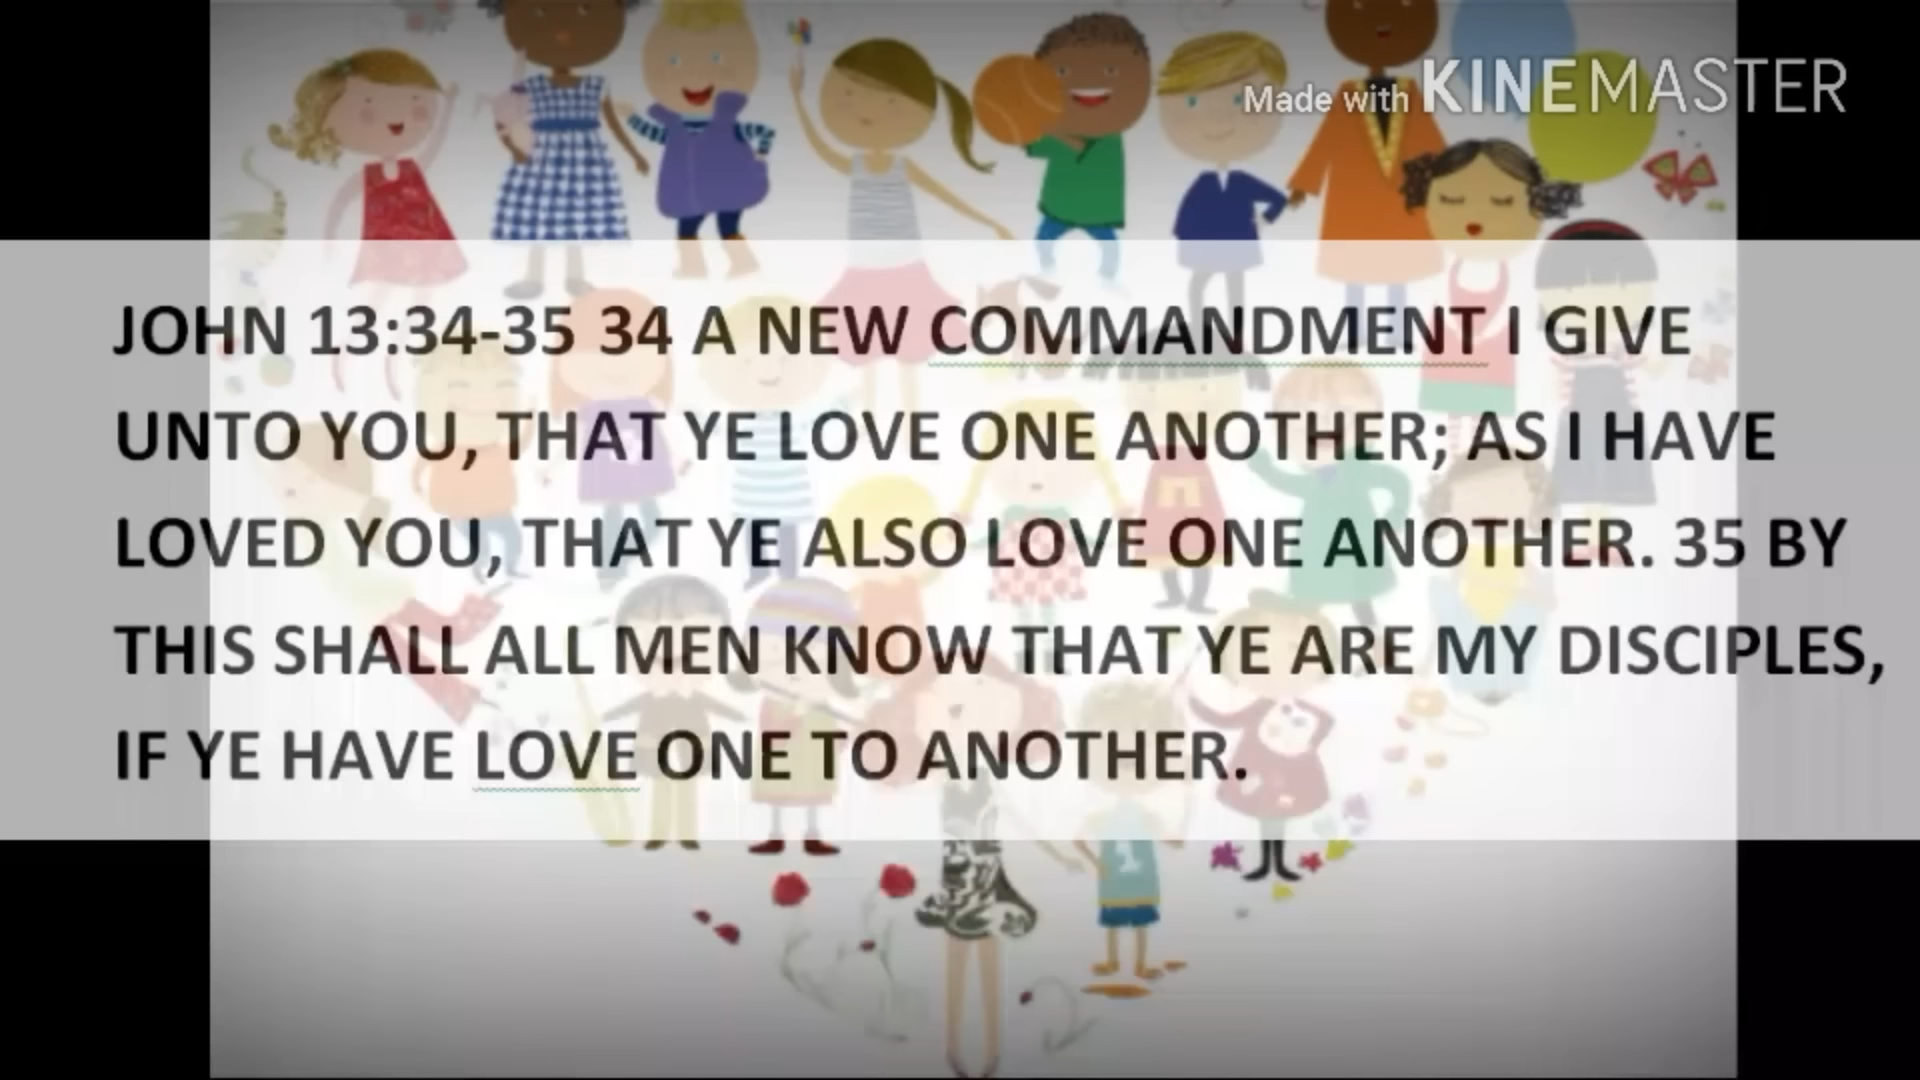 Made with KINEMASTER
JOHN 13:34-35 34 A NEW COMMANDMENT I GIVE
UNTO YOU, THAT YE LOVE ONE ANOTHER; AS I HAVE
LOVED YOU, THAT YE ALSO LOVE ONE ANOTHER. 35 BY
THIS SHALL ALL MEN KNOW THAT YE ARE MY DISCIPLES,
IF YE HAVE LOVE ONE TO ANOTHER.
1